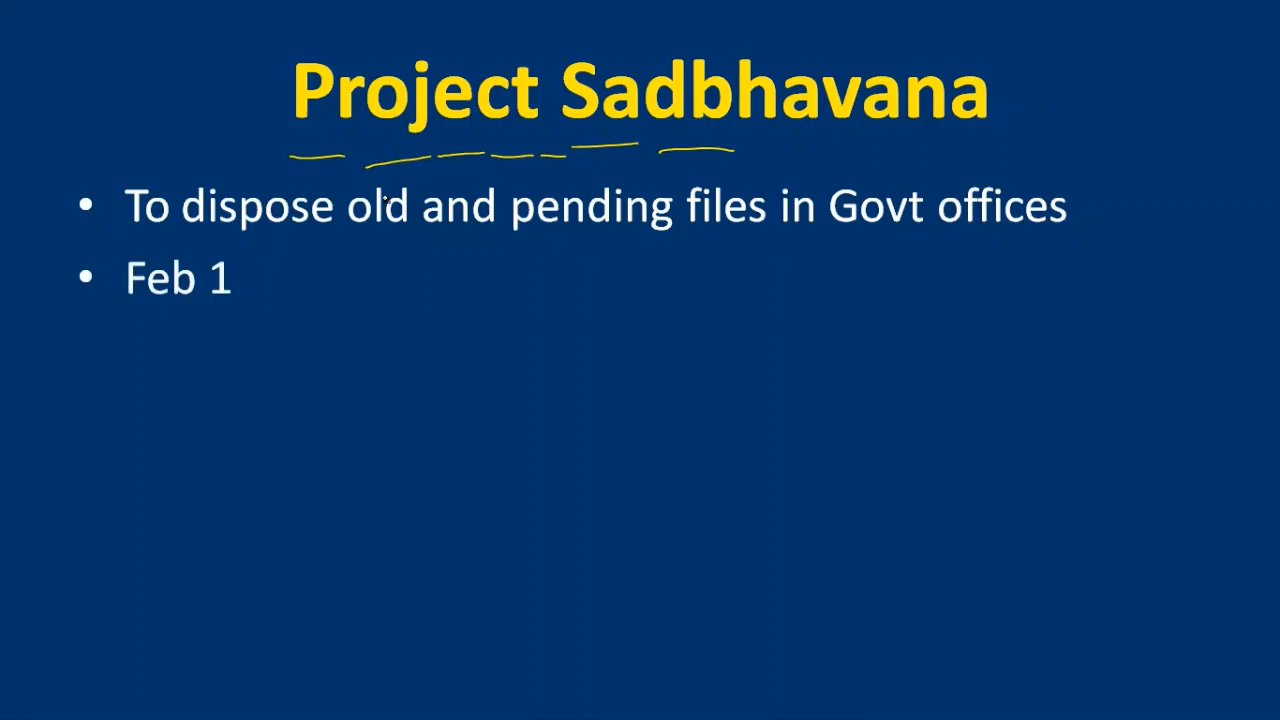 Project Sadbhavana
• To dispose old and pending files in Govt offices
• Feb 1